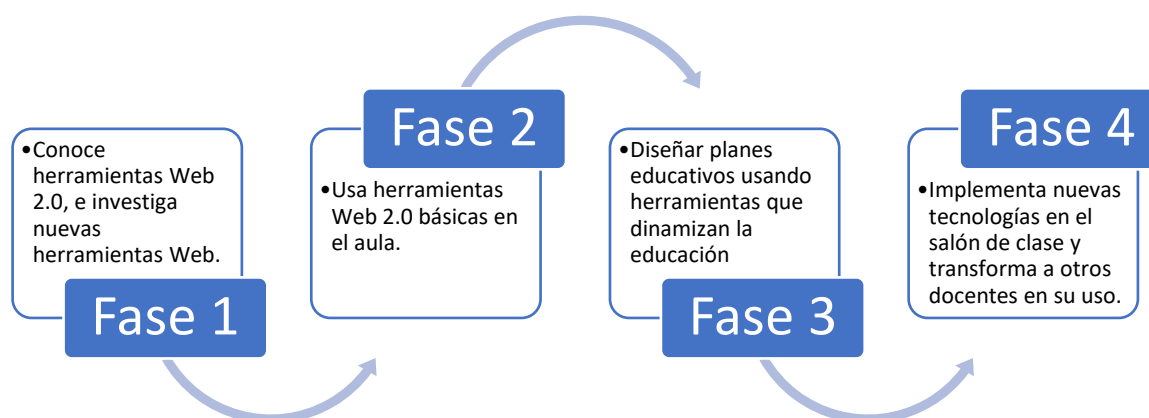 •Conoce
herramientas Web
2.0, e investiga
nuevas
herramientas Web.
Fase 1
Fase 2
•Usa herramientas
Web 2.0 básicas en
el aula.
•Diseñar planes
educativos usando
herramientas que
dinamizan la
educación
Fase 3
Fase 4
•Implementa nuevas
tecnologías en el
salón de clase y
transforma a otros
docentes en su uso.